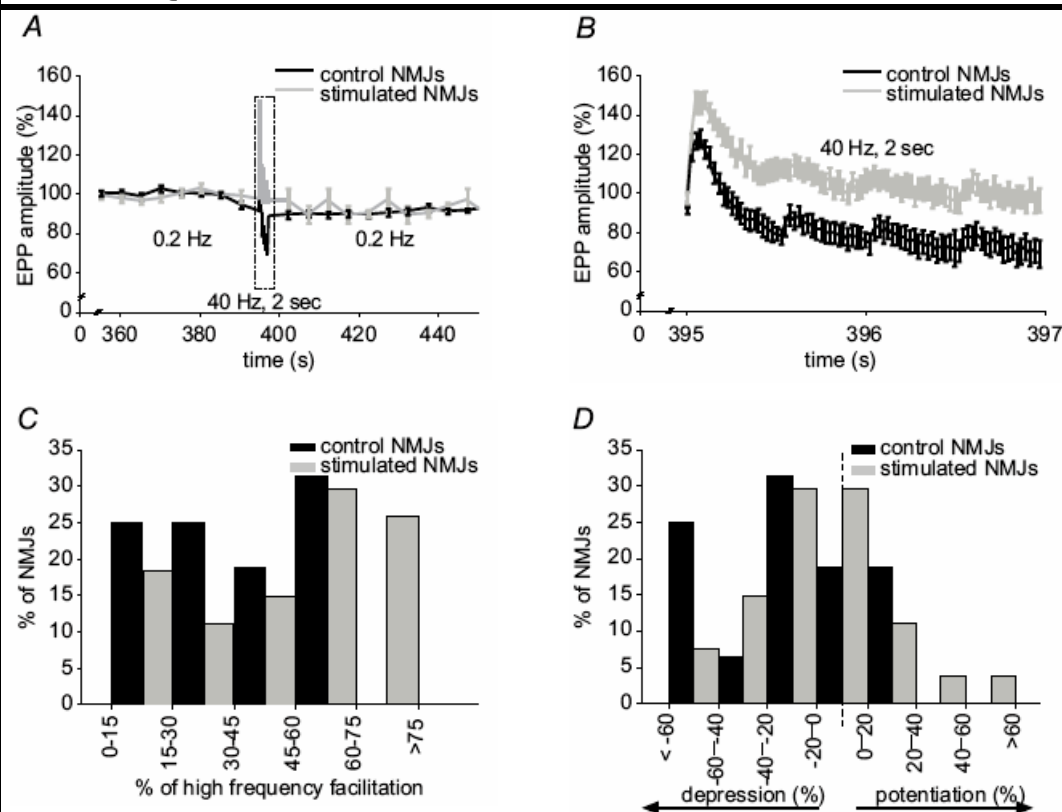 A
160
140
120
100
80
60
0
EPP amplitude (%)
control NMJs
stimulated NMJs
0.2 Hz
0.2 Hz
40 Hz, 2 sec
0 360 380 400 420 440
time (s)
B
160
140
120
100
80
60
0
EPP amplitude (%)
control NMJs
stimulated NMJs
40 Hz, 2 sec
0 395 396 397
time (s)
C
35
30
25
20
15
10
5
0
% of NMJs
control NMJs
stimulated NMJs
0-15
15-30
30-45
45-60
60-75
>75
% of high frequency facilitation
D
35
30
25
20
15
10
5
0
% of NMJs
control NMJs
stimulated NMJs
< -60
-60–-40
-40–-20
-20–0
0–20
20–40
40–60
>60
depression (%) potentiation (%)